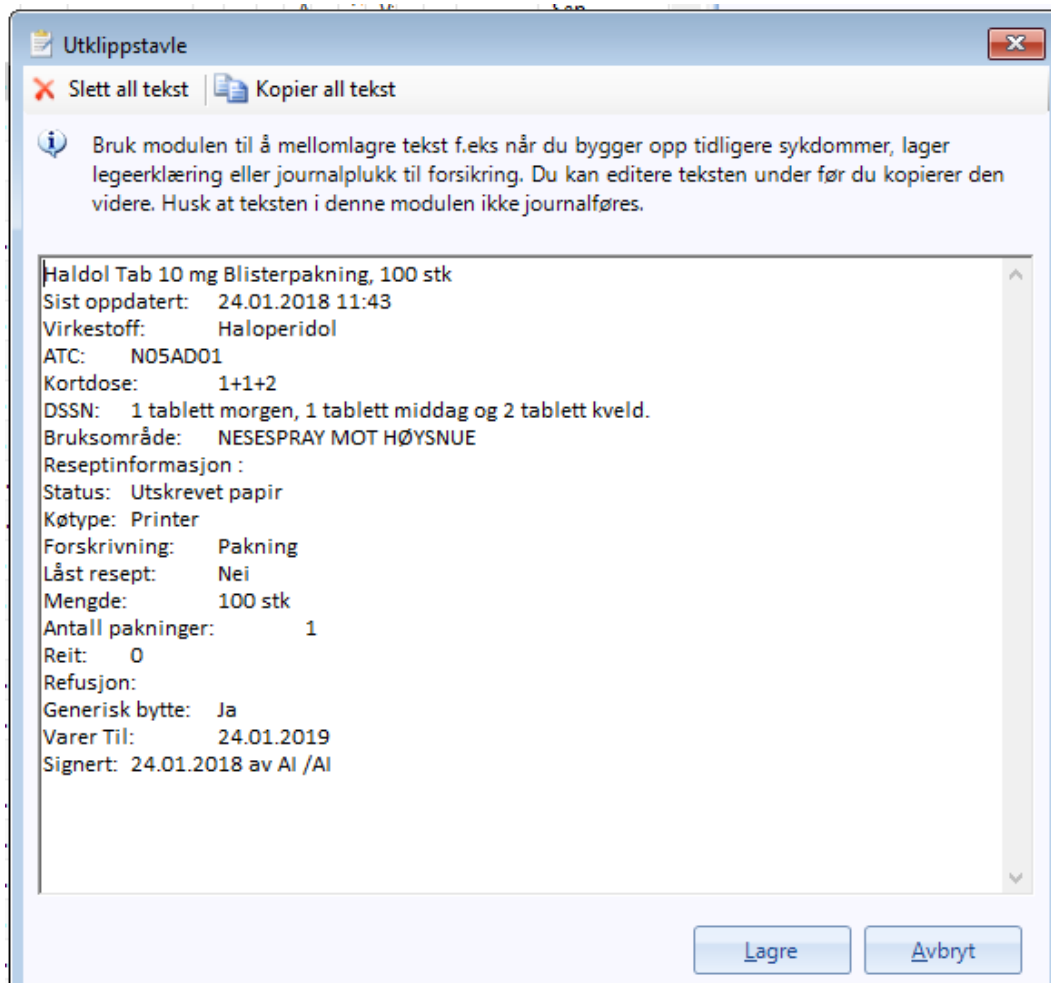 Utklippstavle
Slett all tekst Kopier all tekst
Bruk modulen til å mellomlagre tekst f.eks når du bygger opp tidligere sykdommer, lager
legeerklæring eller journalplukk til forsikring. Du kan editere teksten under før du kopierer den
videre. Husk at teksten i denne modulen ikke journalføres.
Haldol Tab 10 mg Blisterpakning, 100 stk
Sist oppdatert: 24.01.2018 11:43
Virkestoff: Haloperidol
ATC: N05AD01
Kortdose: 1+1+2
DSSN: 1 tablett morgen, 1 tablett middag og 2 tablett kveld.
Bruksområde: NESESPRAY MOT HØYSNUE
Reseptinformasjon :
Status: Utskrevet papir
Køtype: Printer
Forskrivning: Pakning
Låst resept: Nei
Mengde: 100 stk
Antall pakninger: 1
Reit: 0
Refusjon:
Generisk bytte: Ja
Varer Til: 24.01.2019
Signert: 24.01.2018 av AI /AI
Lagre Avbryt